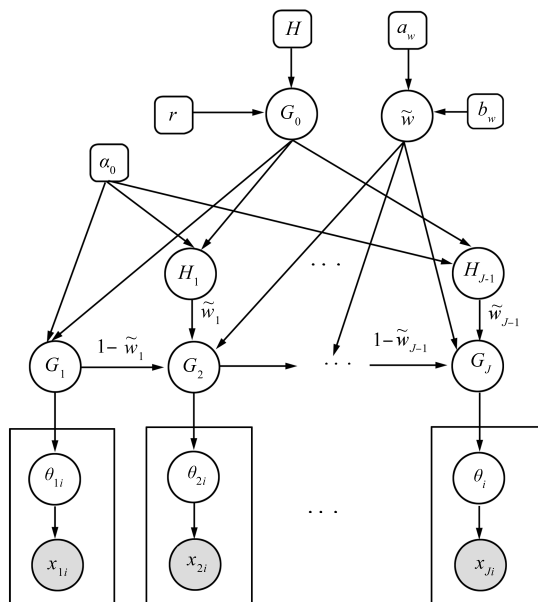 H a_w
r G_0 w̃ b_w
α_0
H_1 . . . H_{J-1}
w̃_1 w̃_{J-1}
1− w̃_1 1−w̃_{J-1}
G_1 G_2 . . . G_J
θ_{1i} θ_{2i} θ_i
. . .
x_{1i} x_{2i} x_{Ji}